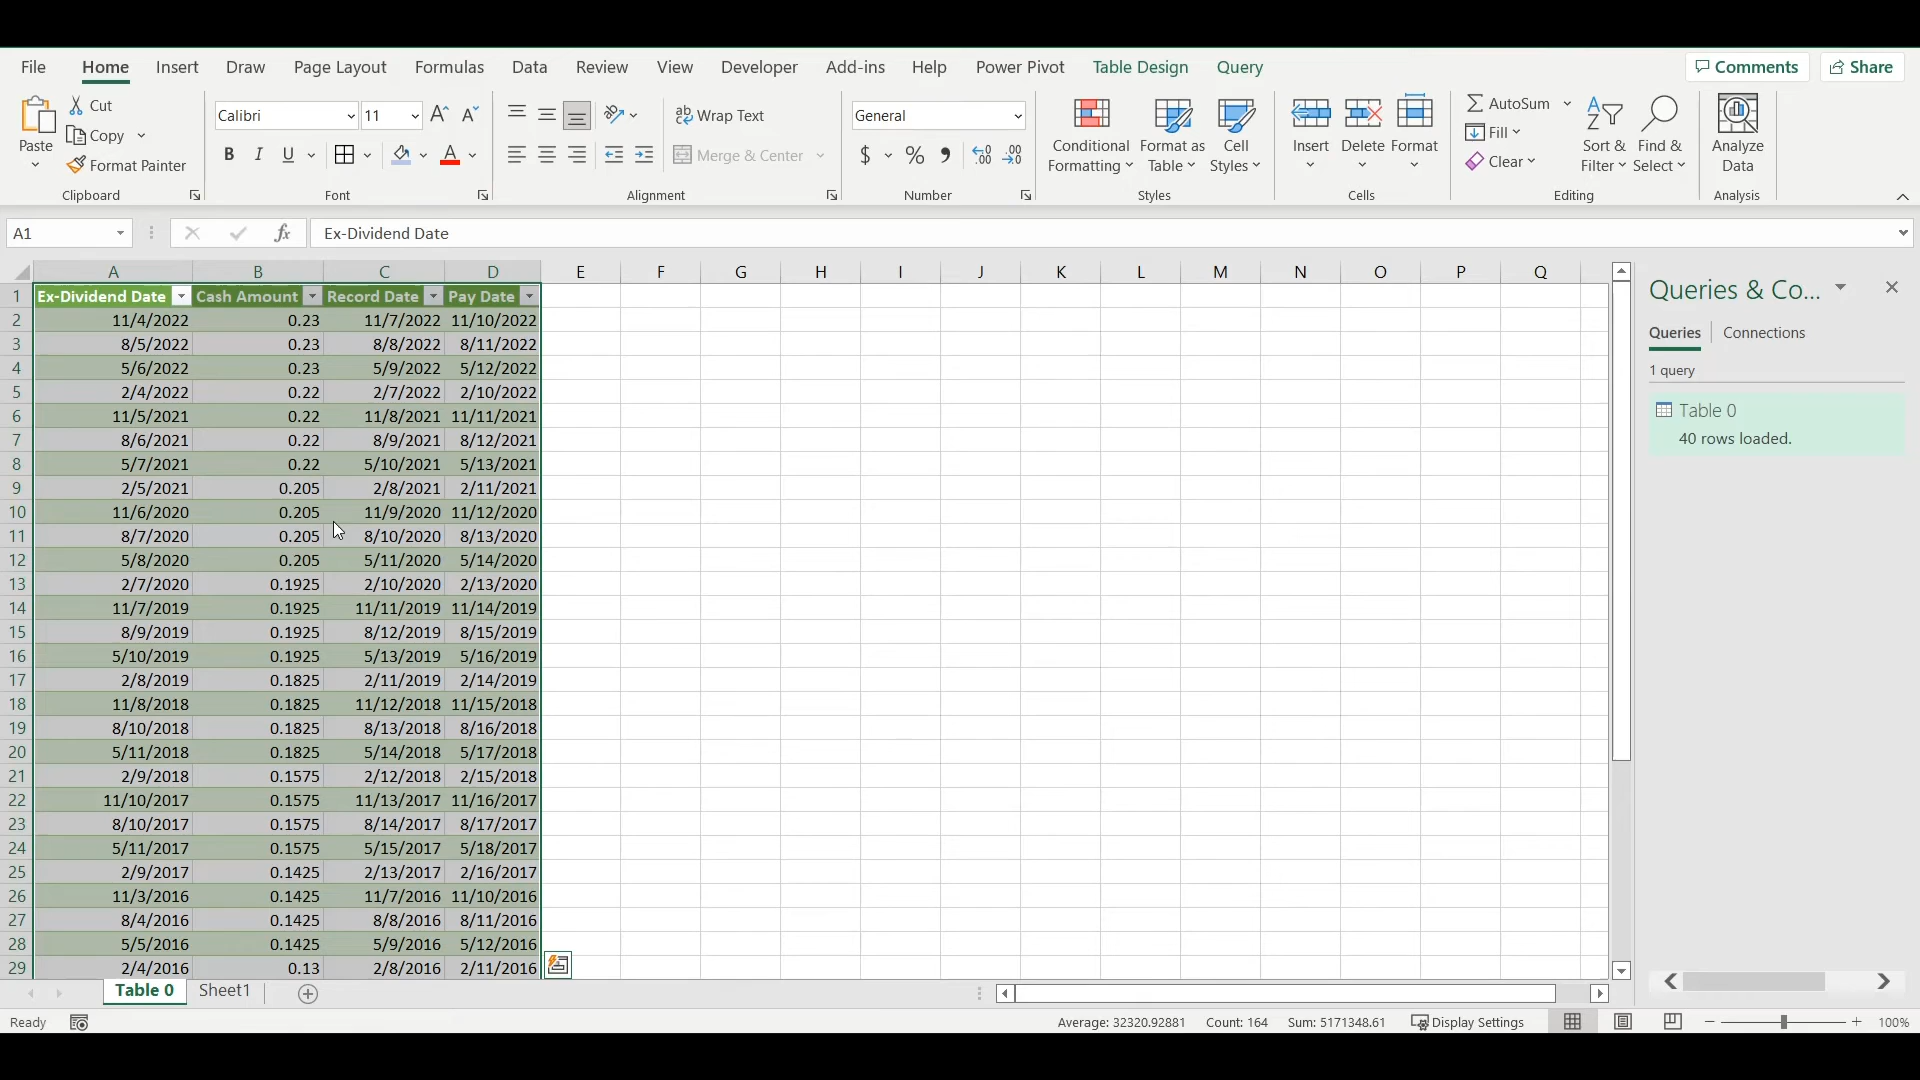 File Home Insert Draw Page Layout Formulas Data Review View Developer Add-ins Help Power Pivot Table Design Query Comments Share
Paste
Cut
Copy
Format Painter
Clipboard
Calibri 11
B I U
Font
Wrap Text
Merge & Center
Alignment
General
$ % ,
Number
Conditional Formatting
Format as Table
Cell Styles
Styles
Insert Delete Format
Cells
AutoSum
Fill
Clear
Sort & Filter
Find & Select
Editing
Analyze Data
Analysis
A1 fx Ex-Dividend Date
A B C D E F G H I J K L M N O P Q
1 Ex-Dividend Date Cash Amount Record Date Pay Date
2 11/4/2022 0.23 11/7/2022 11/10/2022
3 8/5/2022 0.23 8/8/2022 8/11/2022
4 5/6/2022 0.23 5/9/2022 5/12/2022
5 2/4/2022 0.22 2/7/2022 2/10/2022
6 11/5/2021 0.22 11/8/2021 11/11/2021
7 8/6/2021 0.22 8/9/2021 8/12/2021
8 5/7/2021 0.22 5/10/2021 5/13/2021
9 2/5/2021 0.205 2/8/2021 2/11/2021
10 11/6/2020 0.205 11/9/2020 11/12/2020
11 8/7/2020 0.205 8/10/2020 8/13/2020
12 5/8/2020 0.205 5/11/2020 5/14/2020
13 2/7/2020 0.1925 2/10/2020 2/13/2020
14 11/7/2019 0.1925 11/11/2019 11/14/2019
15 8/9/2019 0.1925 8/12/2019 8/15/2019
16 5/10/2019 0.1925 5/13/2019 5/16/2019
17 2/8/2019 0.1825 2/11/2019 2/14/2019
18 11/8/2018 0.1825 11/12/2018 11/15/2018
19 8/10/2018 0.1825 8/13/2018 8/16/2018
20 5/11/2018 0.1825 5/14/2018 5/17/2018
21 2/9/2018 0.1575 2/12/2018 2/15/2018
22 11/10/2017 0.1575 11/13/2017 11/16/2017
23 8/10/2017 0.1575 8/14/2017 8/17/2017
24 5/11/2017 0.1575 5/15/2017 5/18/2017
25 2/9/2017 0.1425 2/13/2017 2/16/2017
26 11/3/2016 0.1425 11/7/2016 11/10/2016
27 8/4/2016 0.1425 8/8/2016 8/11/2016
28 5/5/2016 0.1425 5/9/2016 5/12/2016
29 2/4/2016 0.13 2/8/2016 2/11/2016
Queries & Co...
Queries Connections
1 query
Table 0
40 rows loaded.
Table 0 Sheet1
Ready Average: 32320.92881 Count: 164 Sum: 5171348.61 Display Settings 100%